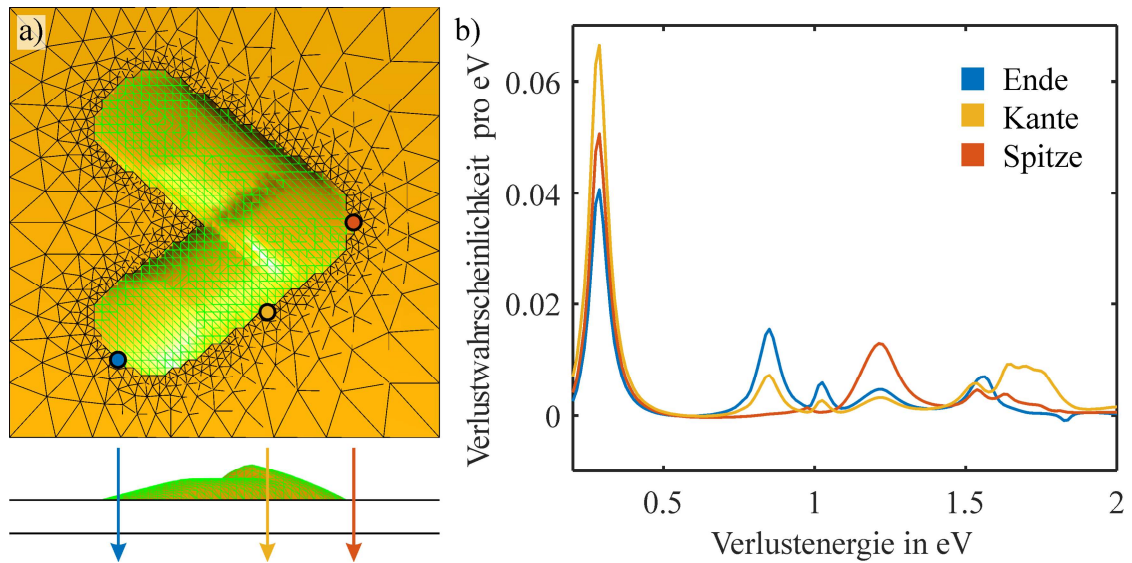 a)
b)
Verlustwahrscheinlichkeit pro eV
0.06
0.04
0.02
0
Ende
Kante
Spitze
0.5
1
1.5
2
Verlustenergie in eV